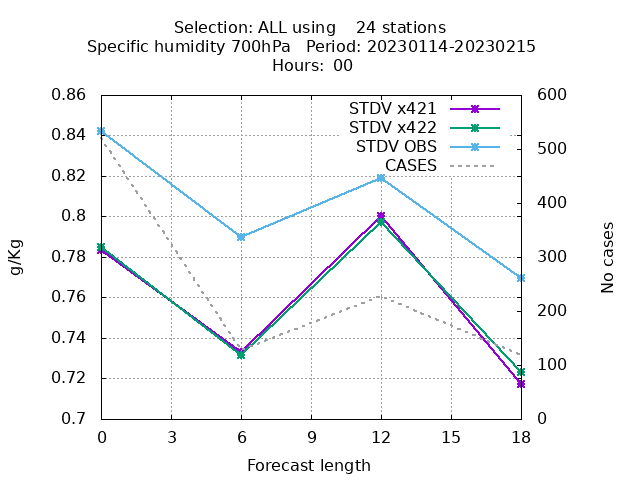 Selection: ALL using    24 stations
Specific humidity 700hPa   Period: 20230114-20230215
Hours:  00
STDV x421
STDV x422
STDV OBS
CASES
0.86
0.84
0.82
0.8
0.78
0.76
0.74
0.72
0.7
600
500
400
300
200
100
0
g/Kg
No cases
0 3 6 9 12 15 18
Forecast length